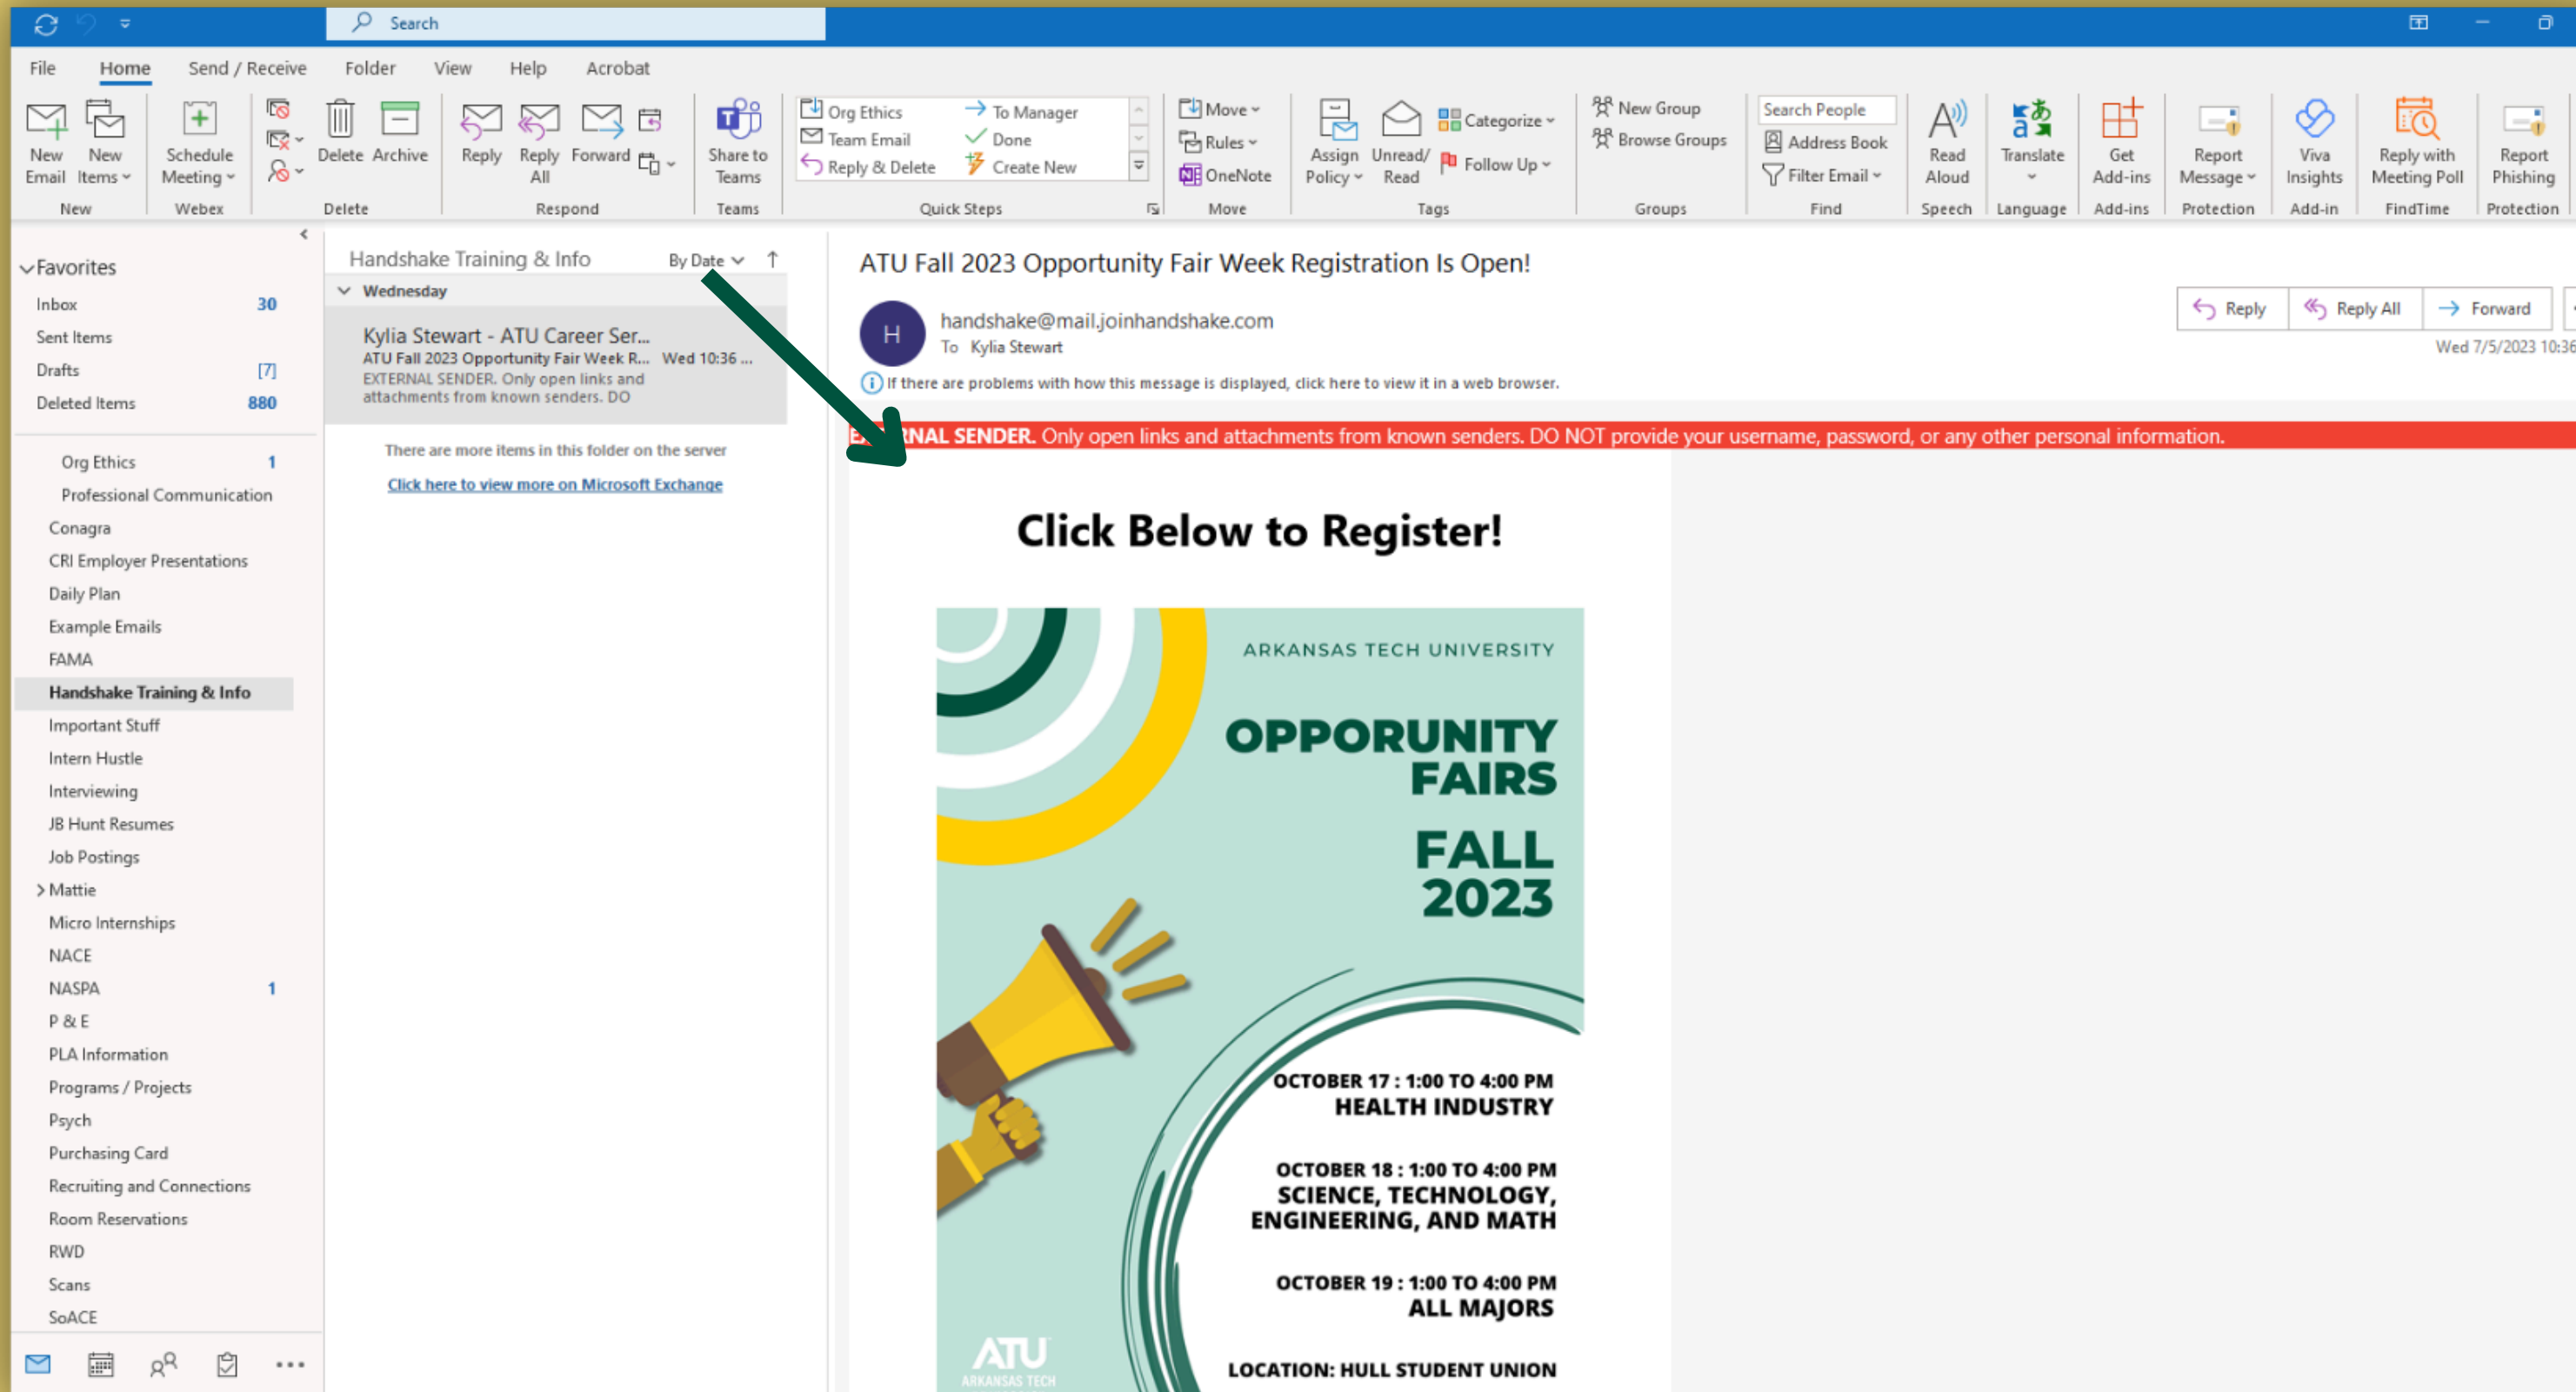 Search
File Home Send / Receive Folder View Help Acrobat
New Email
New Items
New
Schedule Meeting
Webex
Delete
Archive
Delete
Reply
Reply All
Forward
Respond
Share to Teams
Teams
Org Ethics
To Manager
Team Email
Done
Reply & Delete
Create New
Quick Steps
Move
Rules
OneNote
Move
Assign Policy
Unread/ Read
Categorize
Follow Up
Tags
New Group
Browse Groups
Groups
Search People
Address Book
Filter Email
Find
Read Aloud
Speech
Translate
Language
Get Add-ins
Add-ins
Report Message
Protection
Viva Insights
Add-in
Reply with Meeting Poll
FindTime
Report Phishing
Protection
Favorites
Inbox 30
Sent Items
Drafts [7]
Deleted Items 880
Org Ethics 1
Professional Communication
Conagra
CRI Employer Presentations
Daily Plan
Example Emails
FAMA
Handshake Training & Info
Important Stuff
Intern Hustle
Interviewing
JB Hunt Resumes
Job Postings
Mattie
Micro Internships
NACE
NASPA 1
P & E
PLA Information
Programs / Projects
Psych
Purchasing Card
Recruiting and Connections
Room Reservations
RWD
Scans
SoACE
Handshake Training & Info By Date
Wednesday
Kylia Stewart - ATU Career Ser...
ATU Fall 2023 Opportunity Fair Week R... Wed 10:36 ...
EXTERNAL SENDER. Only open links and
attachments from known senders. DO
There are more items in this folder on the server
Click here to view more on Microsoft Exchange
ATU Fall 2023 Opportunity Fair Week Registration Is Open!
H
handshake@mail.joinhandshake.com
To Kylia Stewart
Reply Reply All Forward
Wed 7/5/2023 10:36
If there are problems with how this message is displayed, click here to view it in a web browser.
SENDER. Only open links and attachments from known senders. DO NOT provide your username, password, or any other personal information.
Click Below to Register!
ARKANSAS TECH UNIVERSITY
OPPORUNITY
FAIRS
FALL
2023
OCTOBER 17 : 1:00 TO 4:00 PM
HEALTH INDUSTRY
OCTOBER 18 : 1:00 TO 4:00 PM
SCIENCE, TECHNOLOGY,
ENGINEERING, AND MATH
OCTOBER 19 : 1:00 TO 4:00 PM
ALL MAJORS
LOCATION: HULL STUDENT UNION
ATU
ARKANSAS TECH